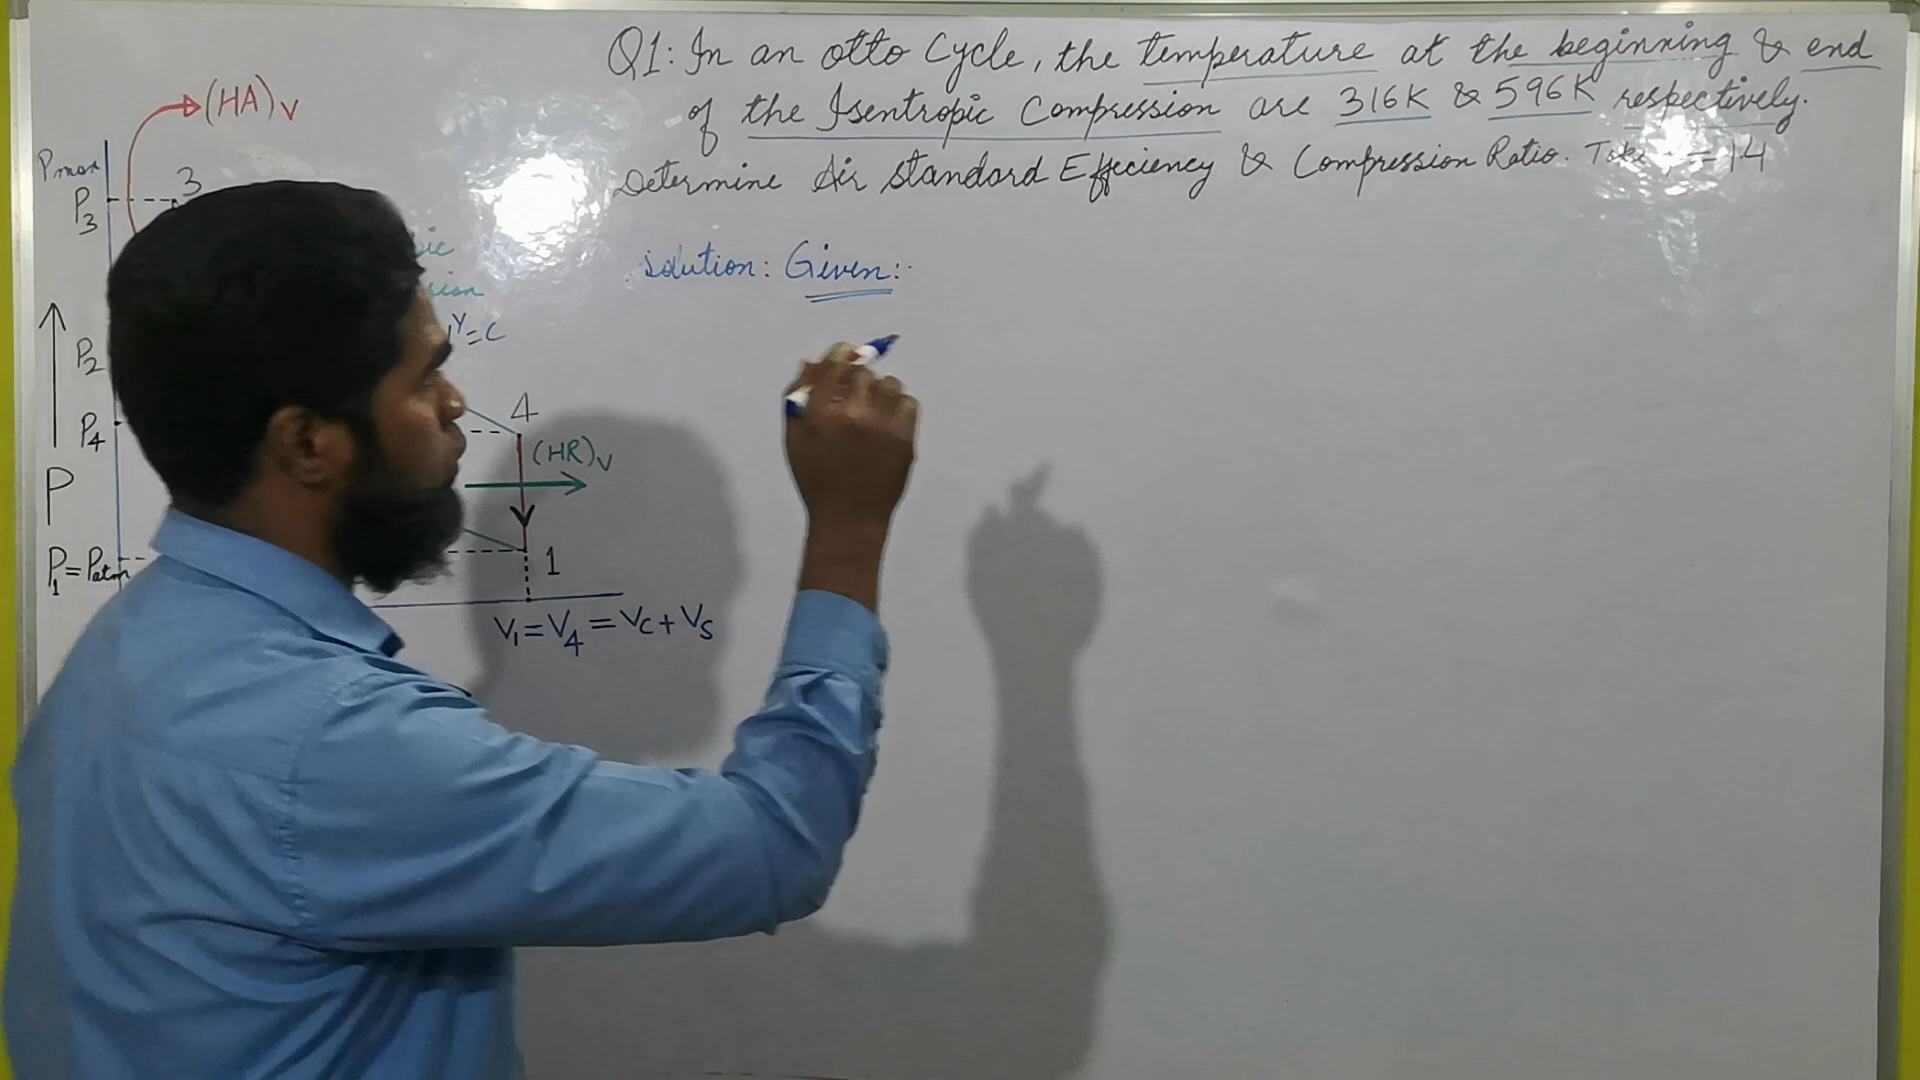 Q1: In an otto Cycle, the temperature at the beginning & end
of the Isentropic Compression are 316K & 596K respectively.
Determine Air standard Effeciency & Compression Ratio. Take = 14
Solution: Given:
(HA)V
Pmax
3
P3
γ=C
P2
4
P4
(HR)V
P
P1 = Patm
1
V1 = V4 = VC + VS